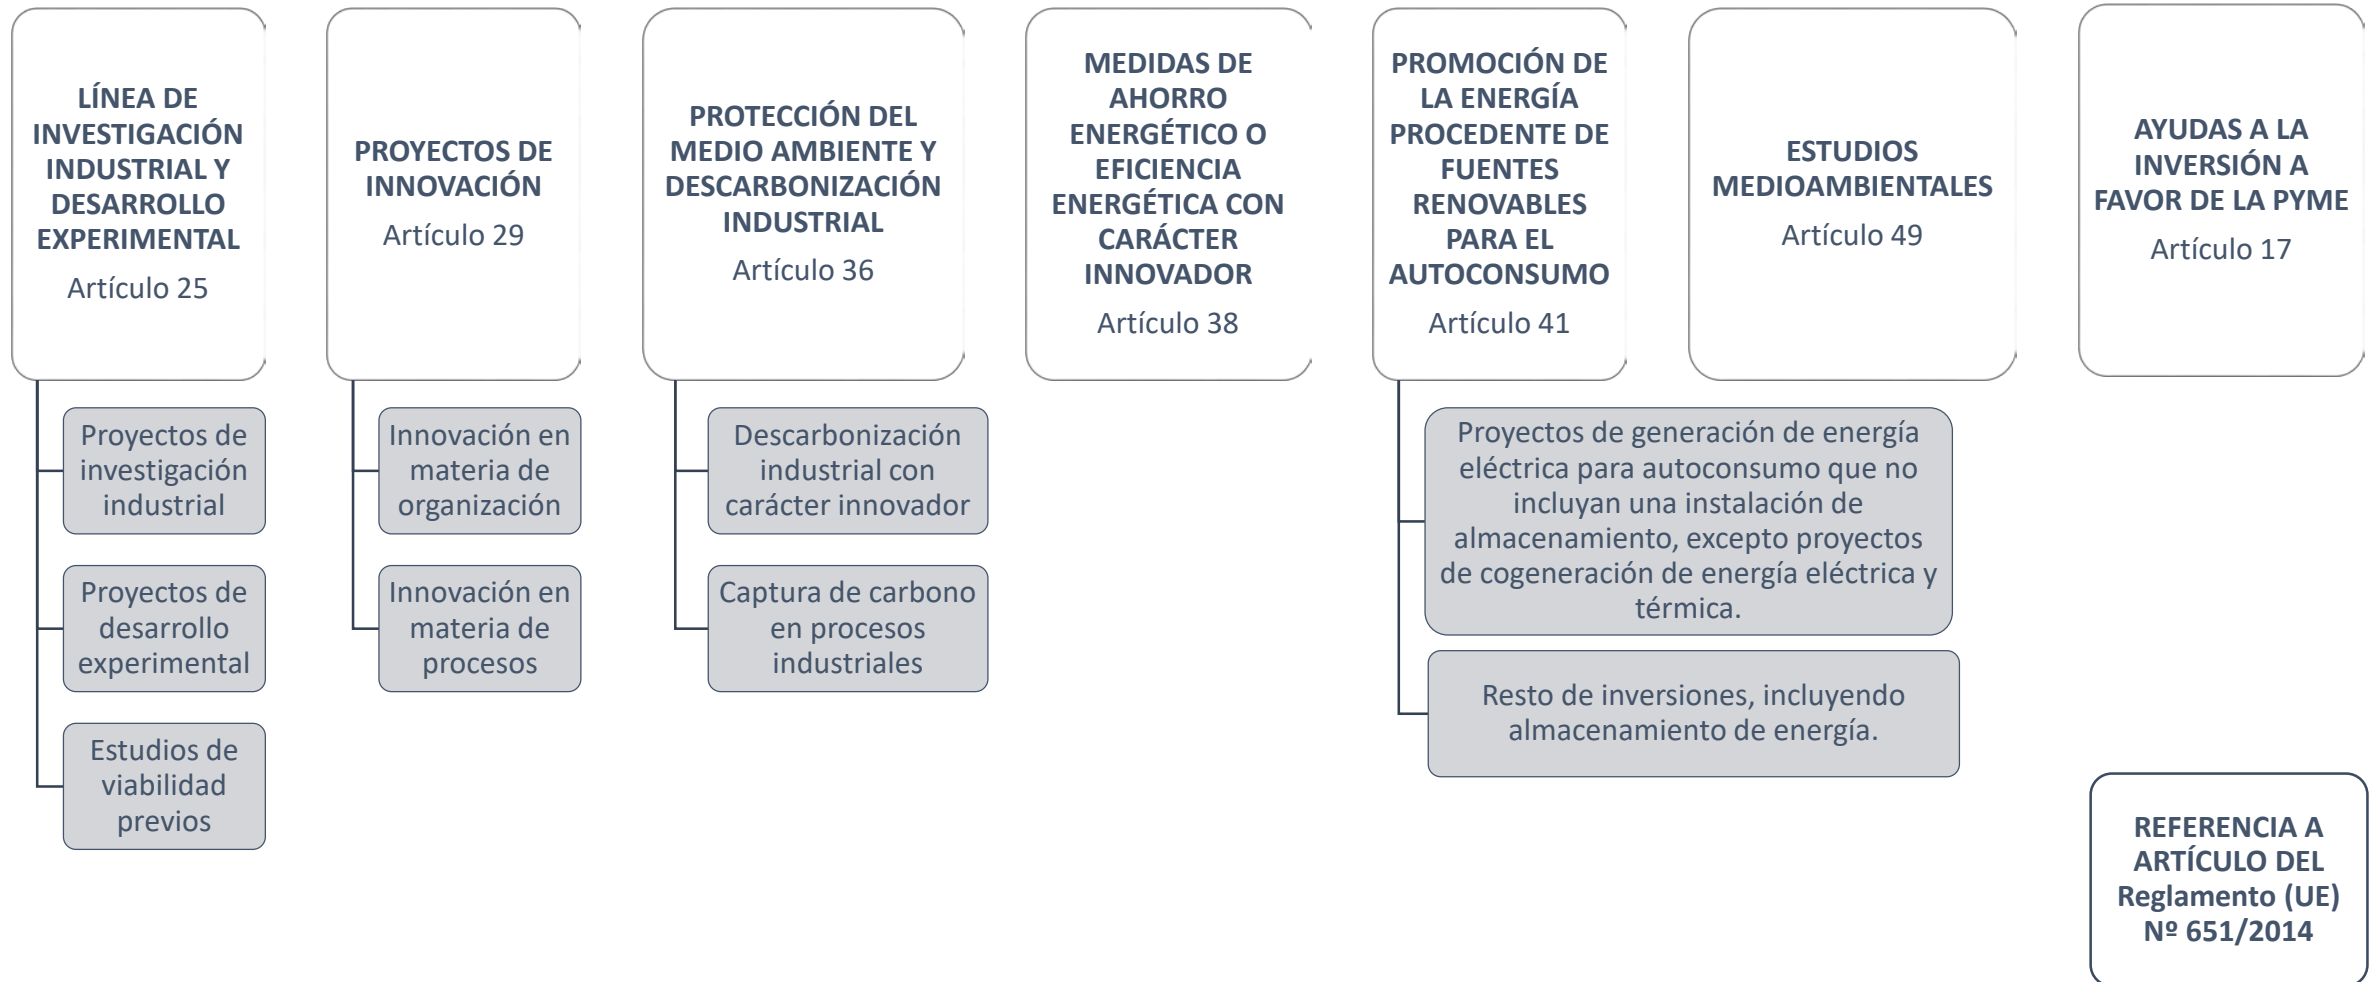 LÍNEA DE
INVESTIGACIÓN
INDUSTRIAL Y
DESARROLLO
EXPERIMENTAL
Artículo 25
Proyectos de
investigación
industrial
Proyectos de
desarrollo
experimental
Estudios de
viabilidad
previos
PROYECTOS DE
INNOVACIÓN
Artículo 29
Innovación en
materia de
organización
Innovación en
materia de
procesos
PROTECCIÓN DEL
MEDIO AMBIENTE Y
DESCARBONIZACIÓN
INDUSTRIAL
Artículo 36
Descarbonización
industrial con
carácter innovador
Captura de carbono
en procesos
industriales
MEDIDAS DE
AHORRO
ENERGÉTICO O
EFICIENCIA
ENERGÉTICA CON
CARÁCTER
INNOVADOR
Artículo 38
PROMOCIÓN DE
LA ENERGÍA
PROCEDENTE DE
FUENTES
RENOVABLES
PARA EL
AUTOCONSUMO
Artículo 41
Proyectos de generación de energía
eléctrica para autoconsumo que no
incluyan una instalación de
almacenamiento, excepto proyectos
de cogeneración de energía eléctrica y
térmica.
Resto de inversiones, incluyendo
almacenamiento de energía.
ESTUDIOS
MEDIOAMBIENTALES
Artículo 49
AYUDAS A LA
INVERSIÓN A
FAVOR DE LA PYME
Artículo 17
REFERENCIA A
ARTÍCULO DEL
Reglamento (UE)
Nº 651/2014